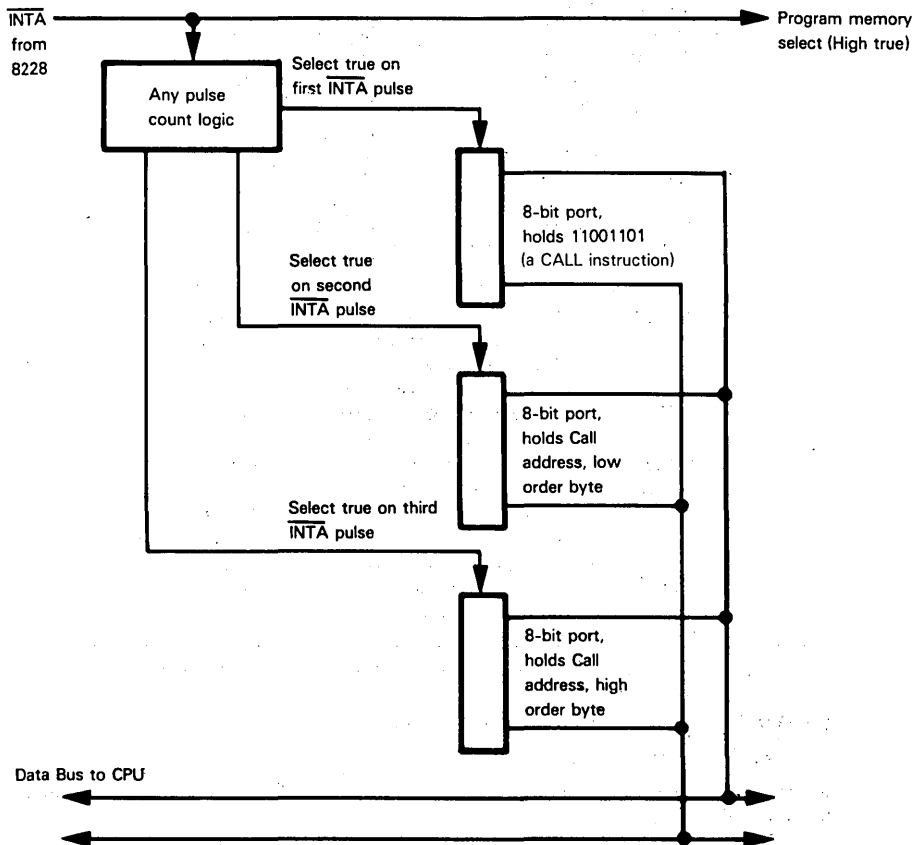 INTA
from
8228
Program memory
select (High true)
Any pulse
count logic
Select true on
first INTA pulse
8-bit port,
holds 11001101
(a CALL instruction)
Select true
on second
INTA pulse
8-bit port,
holds Call
address, low
order byte
Select true on third
INTA pulse
8-bit port,
holds Call
address, high
order byte
Data Bus to CPU